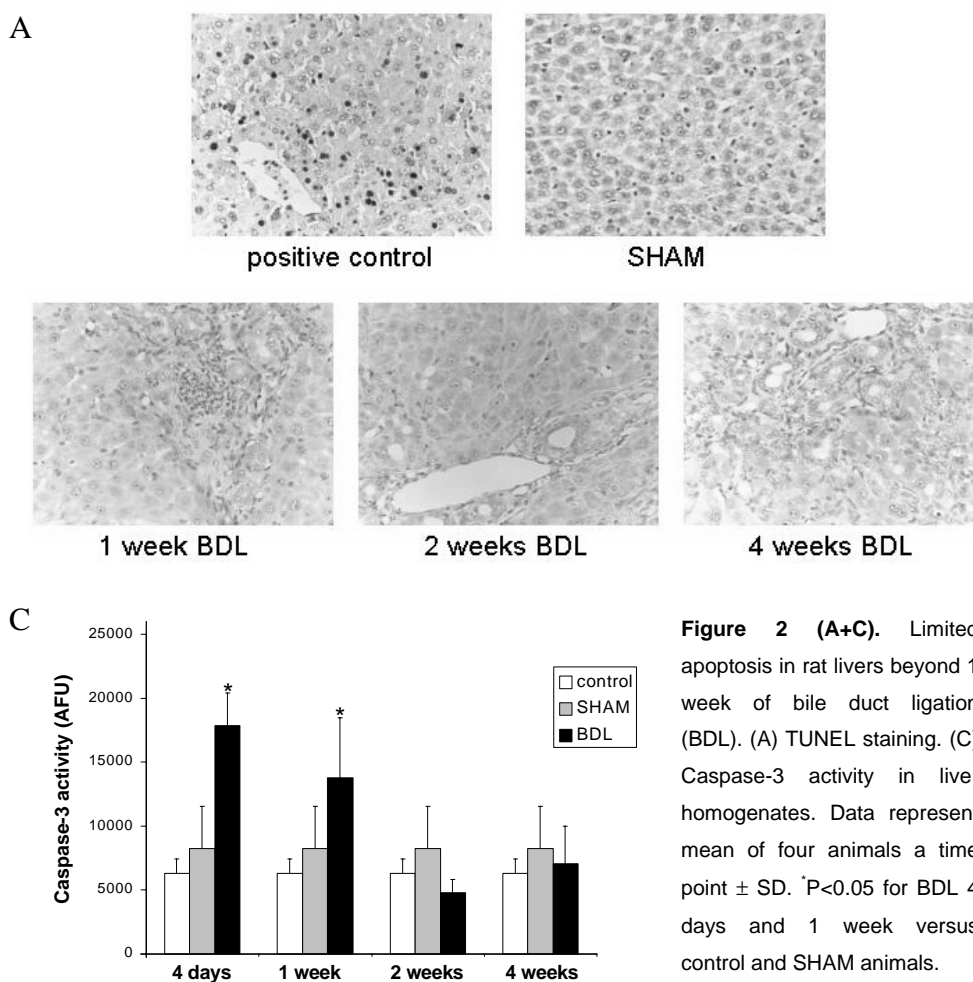 A
positive control
SHAM
1 week BDL
2 weeks BDL
4 weeks BDL
C
25000
20000
15000
10000
5000
0
Caspase-3 activity (AFU)
*
*
control
SHAM
BDL
4 days
1 week
2 weeks
4 weeks
Figure 2 (A+C). Limited
apoptosis in rat livers beyond 1
week of bile duct ligation
(BDL). (A) TUNEL staining. (C)
Caspase-3 activity in live
homogenates. Data represen
mean of four animals a time
point ± SD. *P<0.05 for BDL 4
days and 1 week versus
control and SHAM animals.